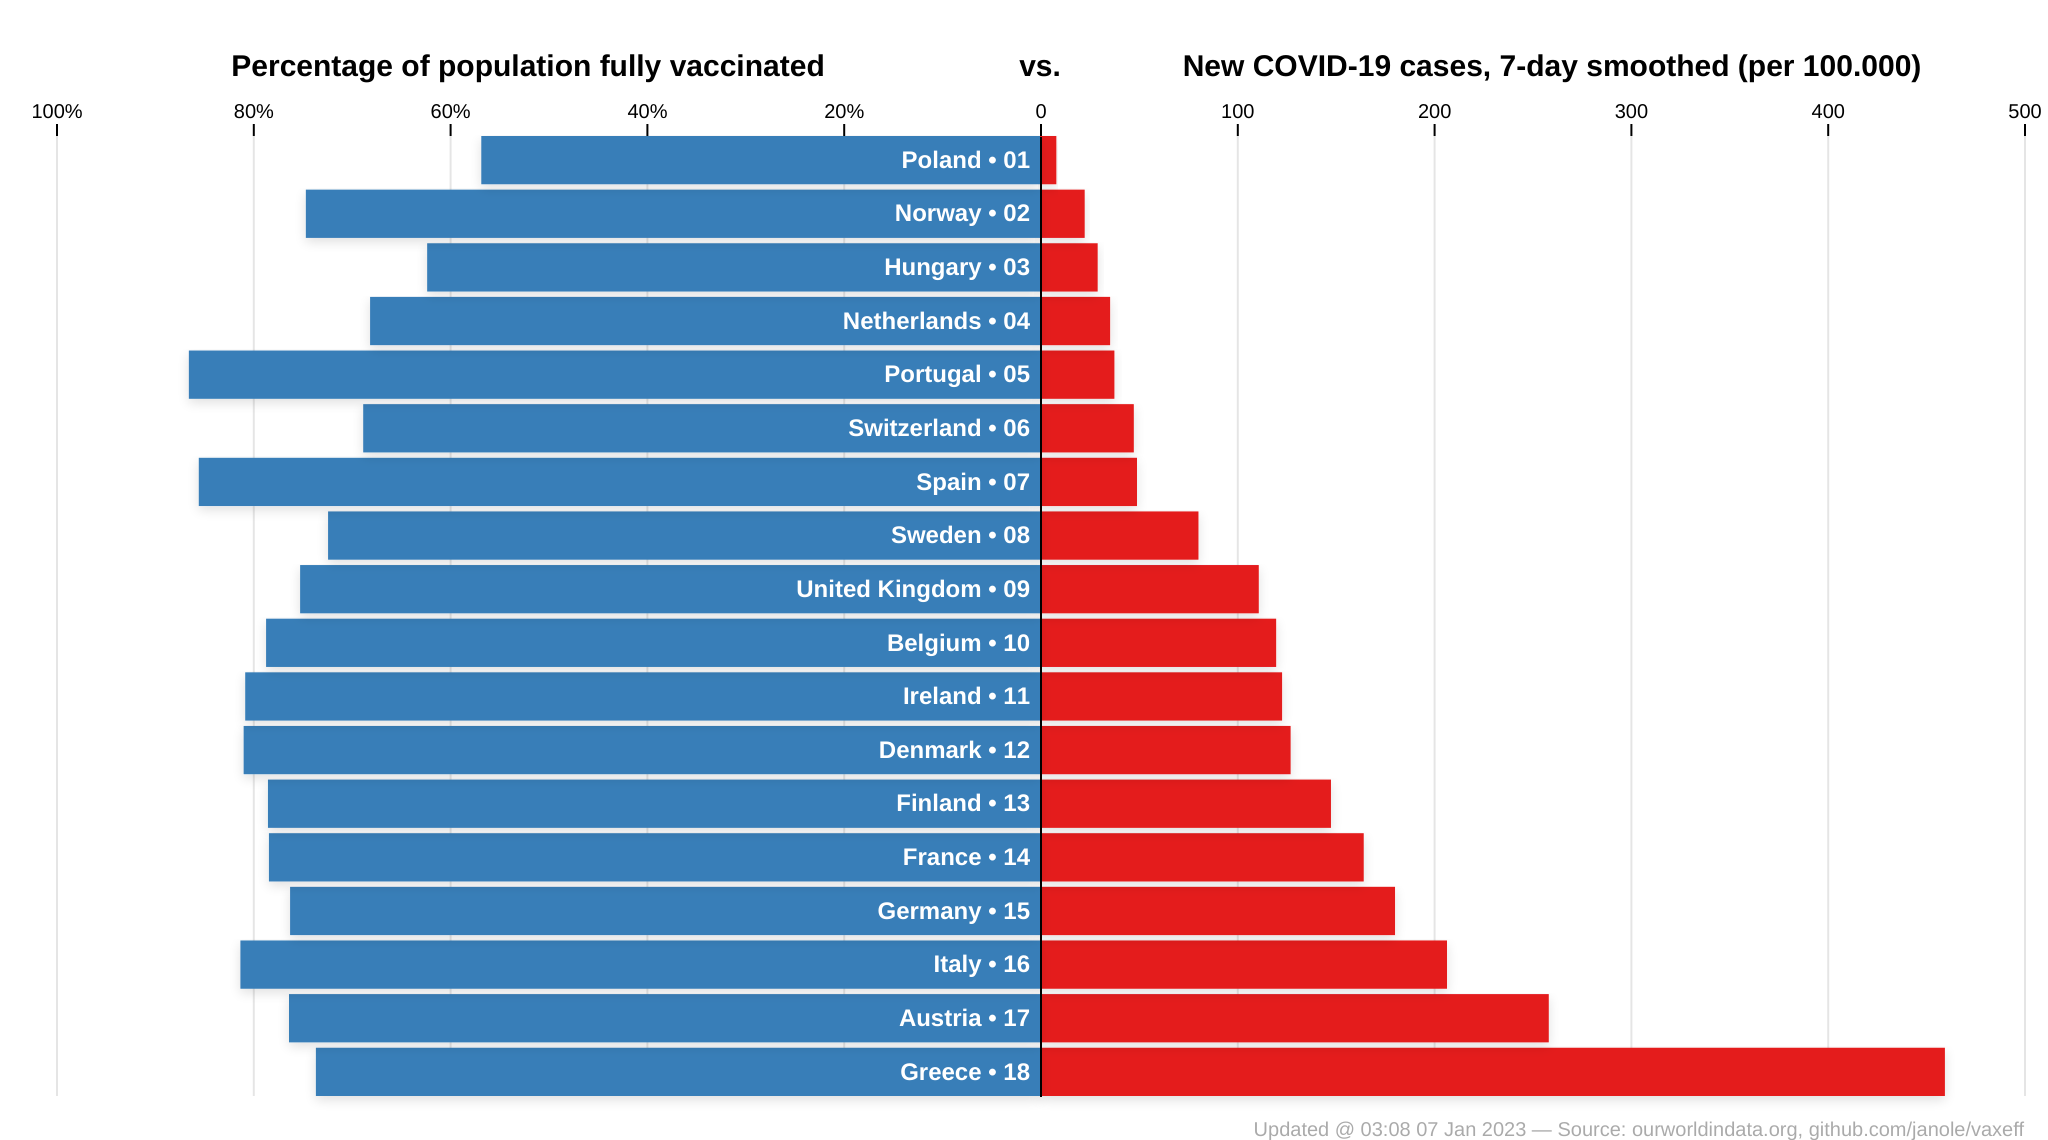 Percentage of population fully vaccinated vs. New COVID-19 cases, 7-day smoothed (per 100.000)
100% 80% 60% 40% 20% 0 100 200 300 400 500
Poland • 01
Norway • 02
Hungary • 03
Netherlands • 04
Portugal • 05
Switzerland • 06
Spain • 07
Sweden • 08
United Kingdom • 09
Belgium • 10
Ireland • 11
Denmark • 12
Finland • 13
France • 14
Germany • 15
Italy • 16
Austria • 17
Greece • 18
Updated @ 03:08 07 Jan 2023 — Source: ourworldindata.org, github.com/janole/vaxeff